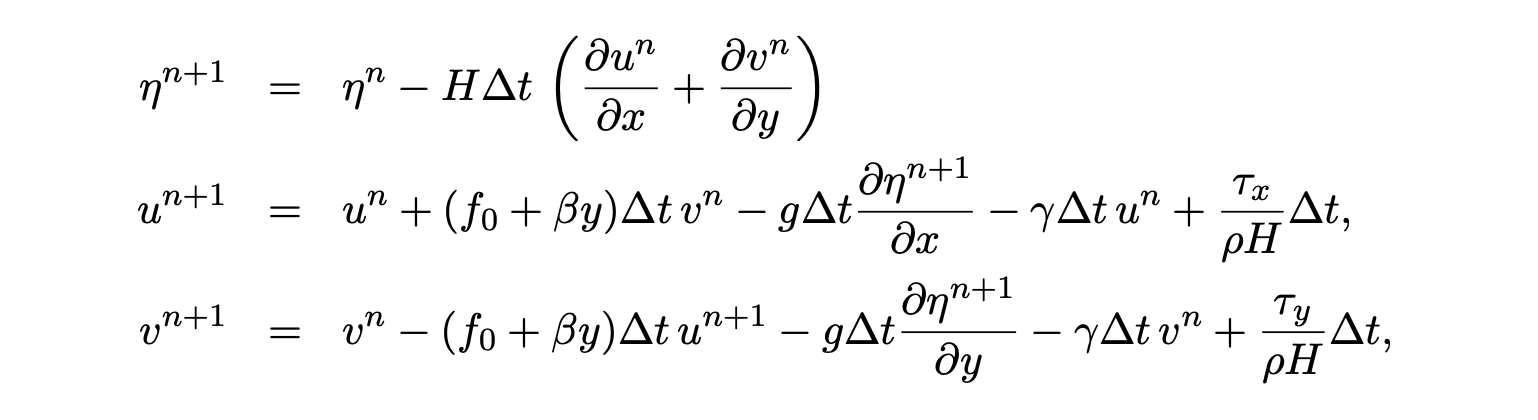 η^{n+1} = η^n − HΔt (∂u^n/∂x + ∂v^n/∂y)
u^{n+1} = u^n + (f_0 + βy)Δt v^n − gΔt ∂η^{n+1}/∂x − γΔt u^n + τ_x/ρH Δt,
v^{n+1} = v^n − (f_0 + βy)Δt u^{n+1} − gΔt ∂η^{n+1}/∂y − γΔt v^n + τ_y/ρH Δt,